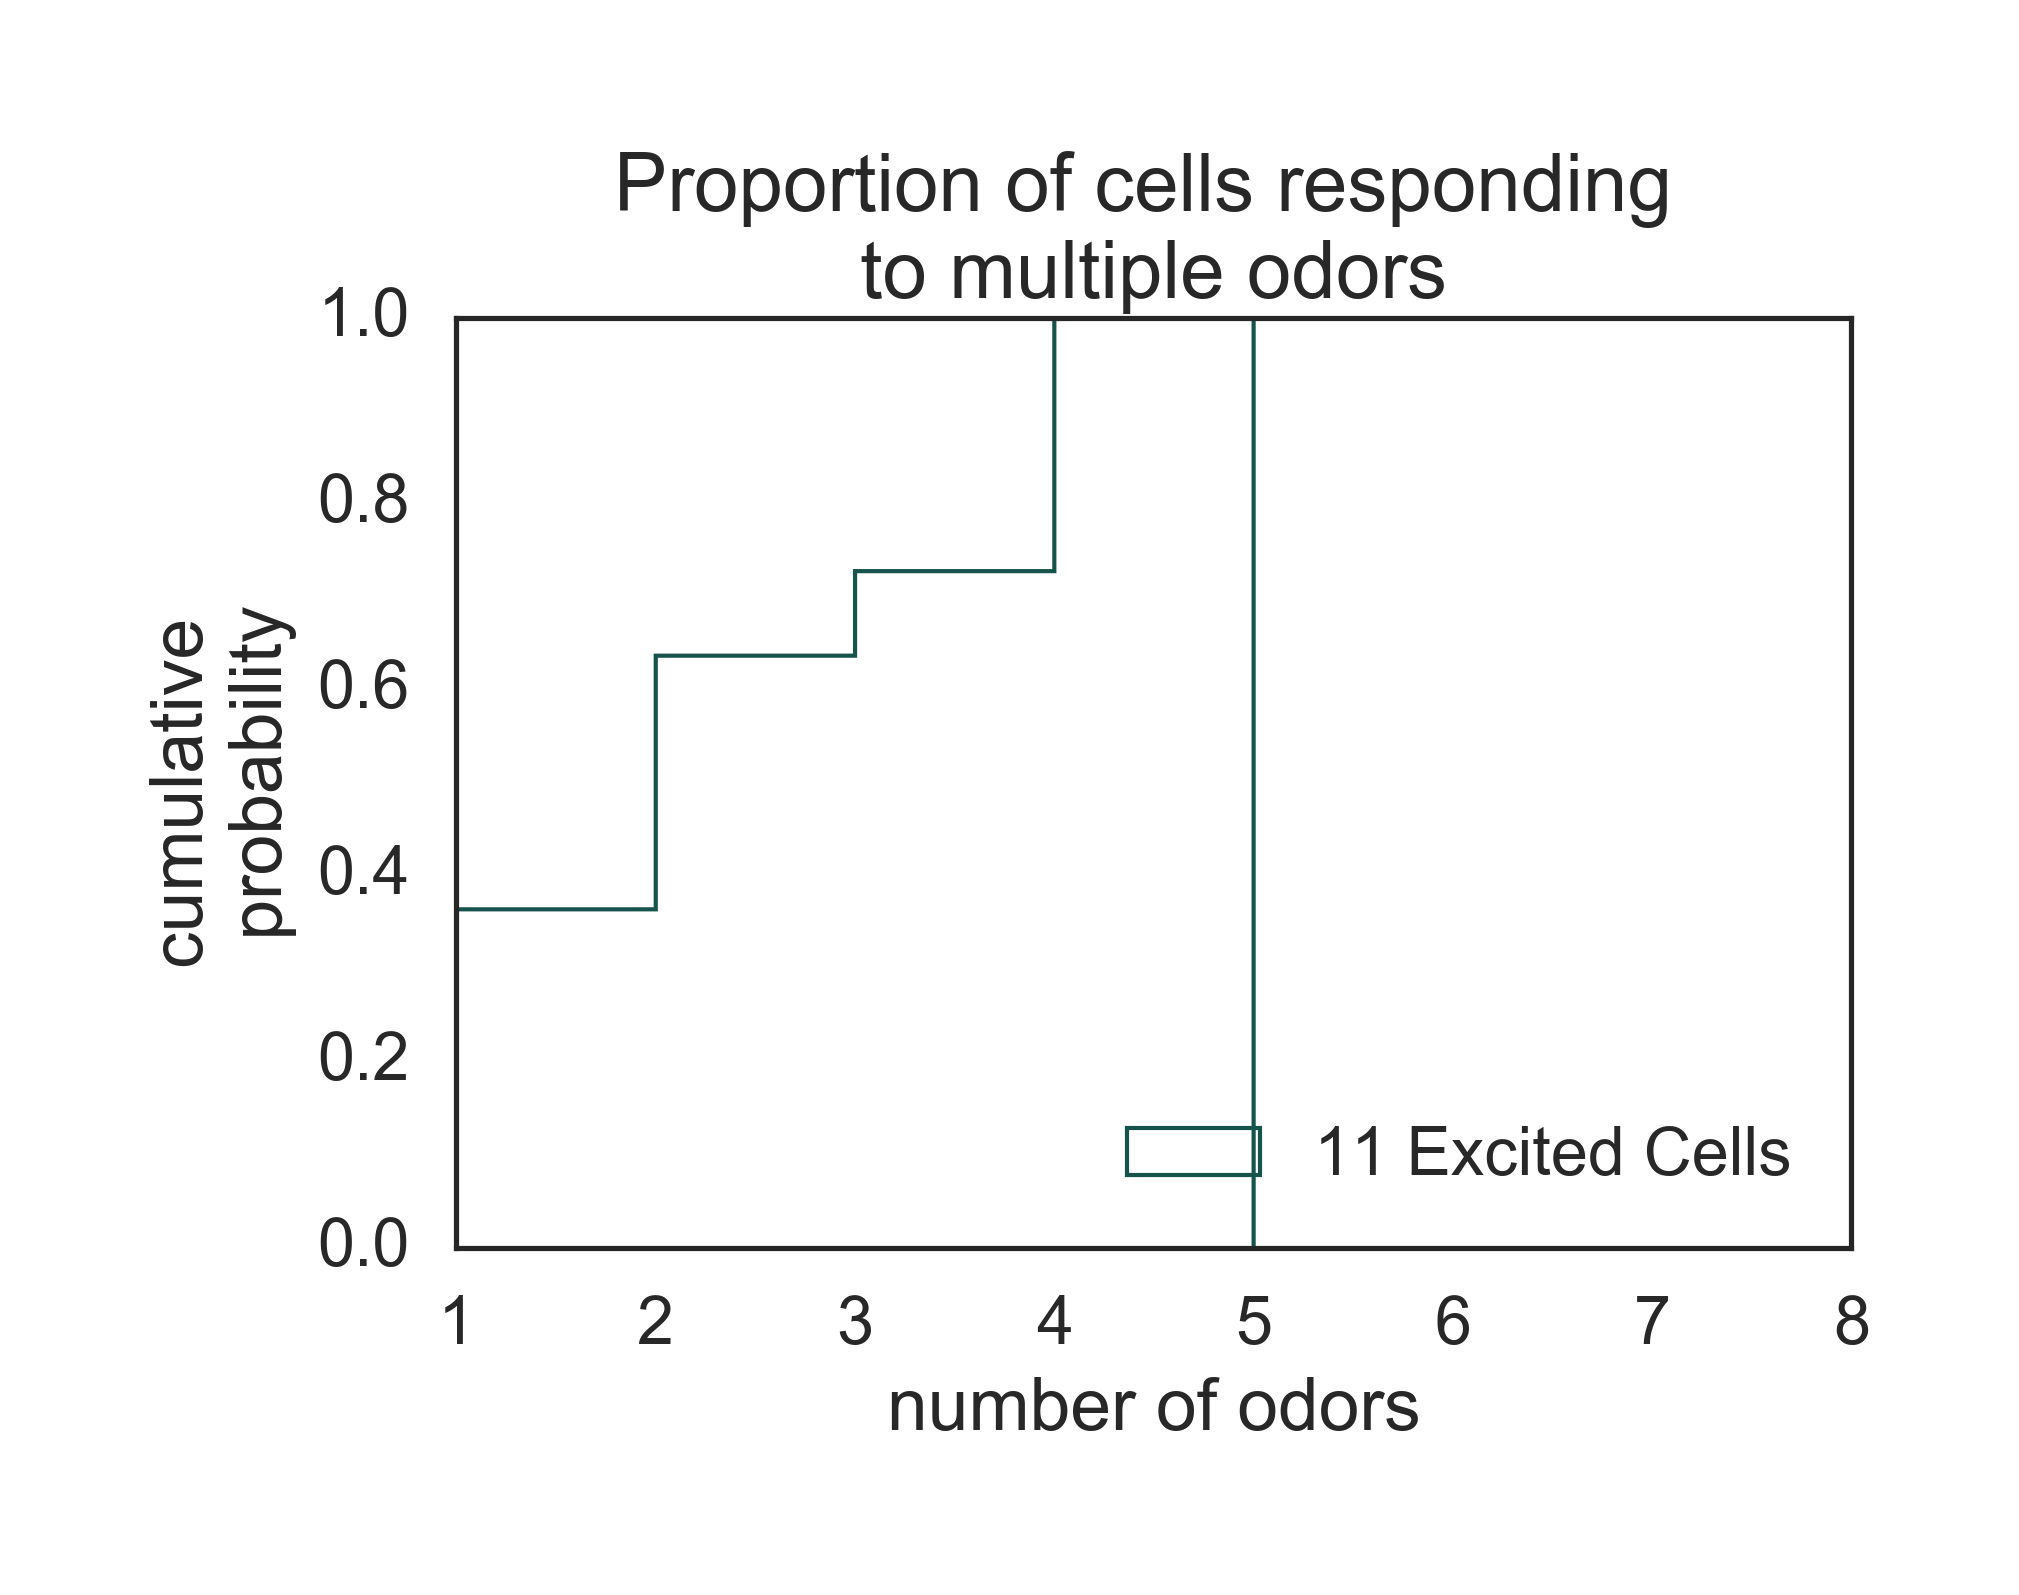 Proportion of cells responding
to multiple odors
1.0
0.8
0.6
0.4
0.2
0.0
cumulative
probability
11 Excited Cells
1 2 3 4 5 6 7 8
number of odors